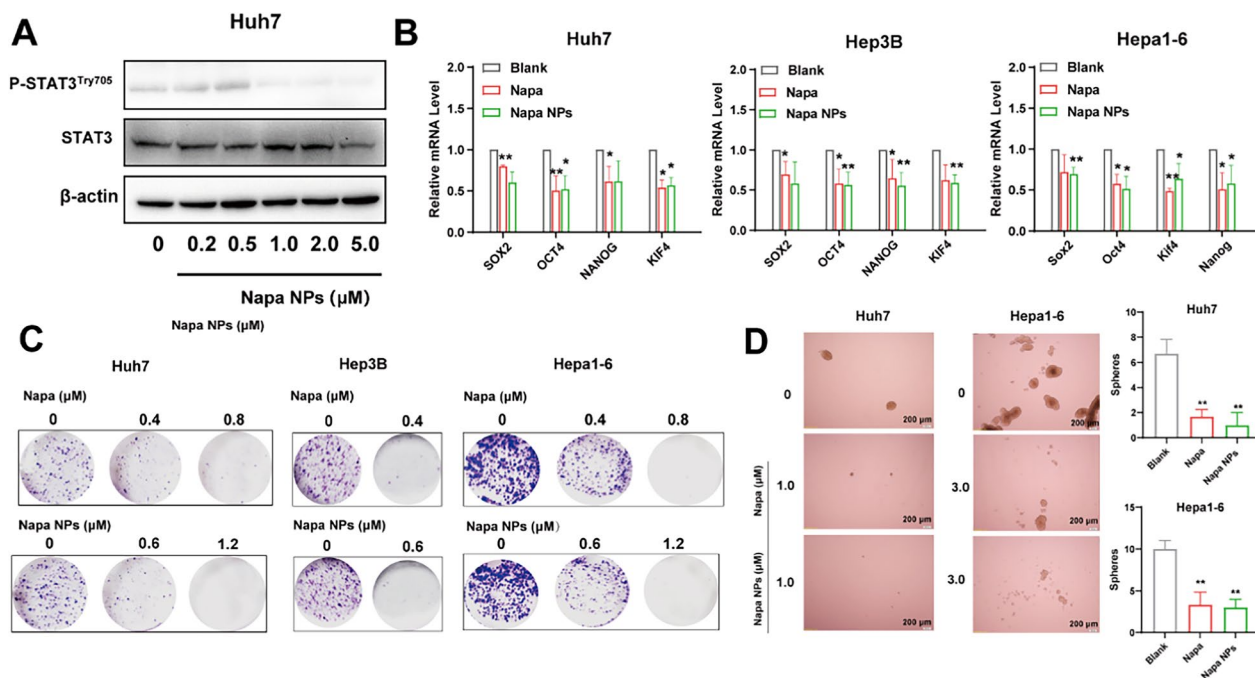 A
Huh7
P-STAT3Try705
STAT3
β-actin
0 0.2 0.5 1.0 2.0 5.0
Napa NPs (μM)
B
Huh7
Relative mRNA Level
2.0
1.5
1.0
0.5
0.0
Blank
Napa
Napa NPs
** ** * * * *
SOX2 OCT4 NANOG KIF4
Hep3B
Relative mRNA Level
2.0
1.5
1.0
0.5
0.0
Blank
Napa
Napa NPs
* * ** * ** **
SOX2 OCT4 NANOG KIF4
Hepa1-6
Relative mRNA Level
2.0
1.5
1.0
0.5
0.0
Blank
Napa
Napa NPs
** * * ** * * *
Sox2 Oct4 Kif4 Nanog
Napa NPs (μM)
C
Huh7
Napa (μM)
0 0.4 0.8
Napa NPs (μM)
0 0.6 1.2
Hep3B
Napa (μM)
0 0.4
Napa NPs (μM)
0 0.6
Hepa1-6
Napa (μM)
0 0.4 0.8
Napa NPs (μM)
0 0.6 1.2
D
Huh7
0
200 μm
Napa (μM)
1.0
200 μm
Napa NPs (μM)
1.0
200 μm
Hepa1-6
0
200 μm
3.0
200 μm
3.0
200 μm
Huh7
Spheres
10
8
6
4
2
0
** **
Blank Napa Napa NPs
Hepa1-6
Spheres
15
10
5
0
** **
Blank Napa Napa NPs